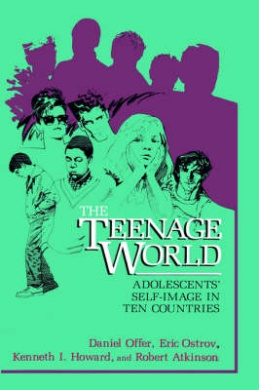 THE
TEENAGE
WORLD
ADOLESCENTS'
SELF-IMAGE IN
TEN COUNTRIES
Daniel Offer, Eric Ostrov,
Kenneth I. Howard, and Robert Atkinson